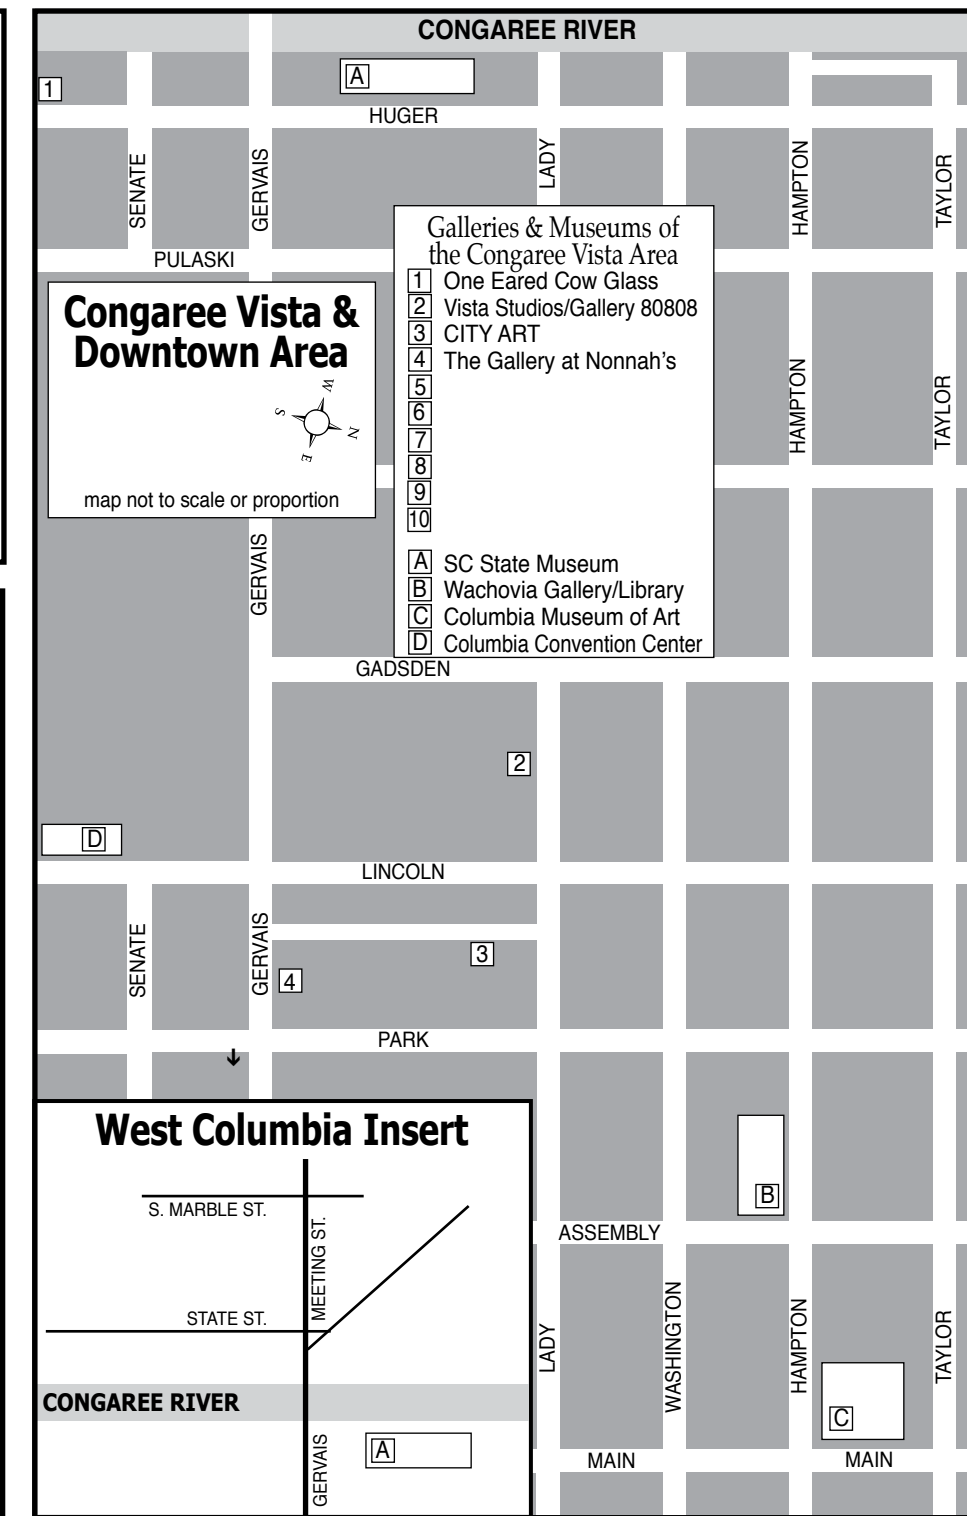 CONGAREE RIVER
1
A
HUGER
SENATE
GERVAIS
LADY
HAMPTON
TAYLOR
PULASKI
Congaree Vista &
Downtown Area
W
S
N
E
map not to scale or proportion
Galleries & Museums of
the Congaree Vista Area
1 One Eared Cow Glass
2 Vista Studios/Gallery 80808
3 CITY ART
4 The Gallery at Nonnah's
5
6
7
8
9
10
A SC State Museum
B Wachovia Gallery/Library
C Columbia Museum of Art
D Columbia Convention Center
HAMPTON
TAYLOR
GERVAIS
GADSDEN
2
D
LINCOLN
SENATE
GERVAIS
3
4
PARK
West Columbia Insert
S. MARBLE ST.
MEETING ST.
STATE ST.
CONGAREE RIVER
GERVAIS
A
B
ASSEMBLY
LADY
WASHINGTON
HAMPTON
TAYLOR
C
MAIN
MAIN